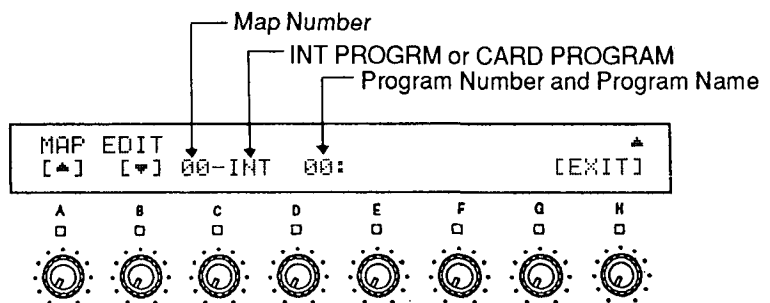 Map Number
INT PROGRM or CARD PROGRAM
Program Number and Program Name
MAP EDIT ▲
[▲] [▼] 00-INT 00: [EXIT]
A B C D E F G H